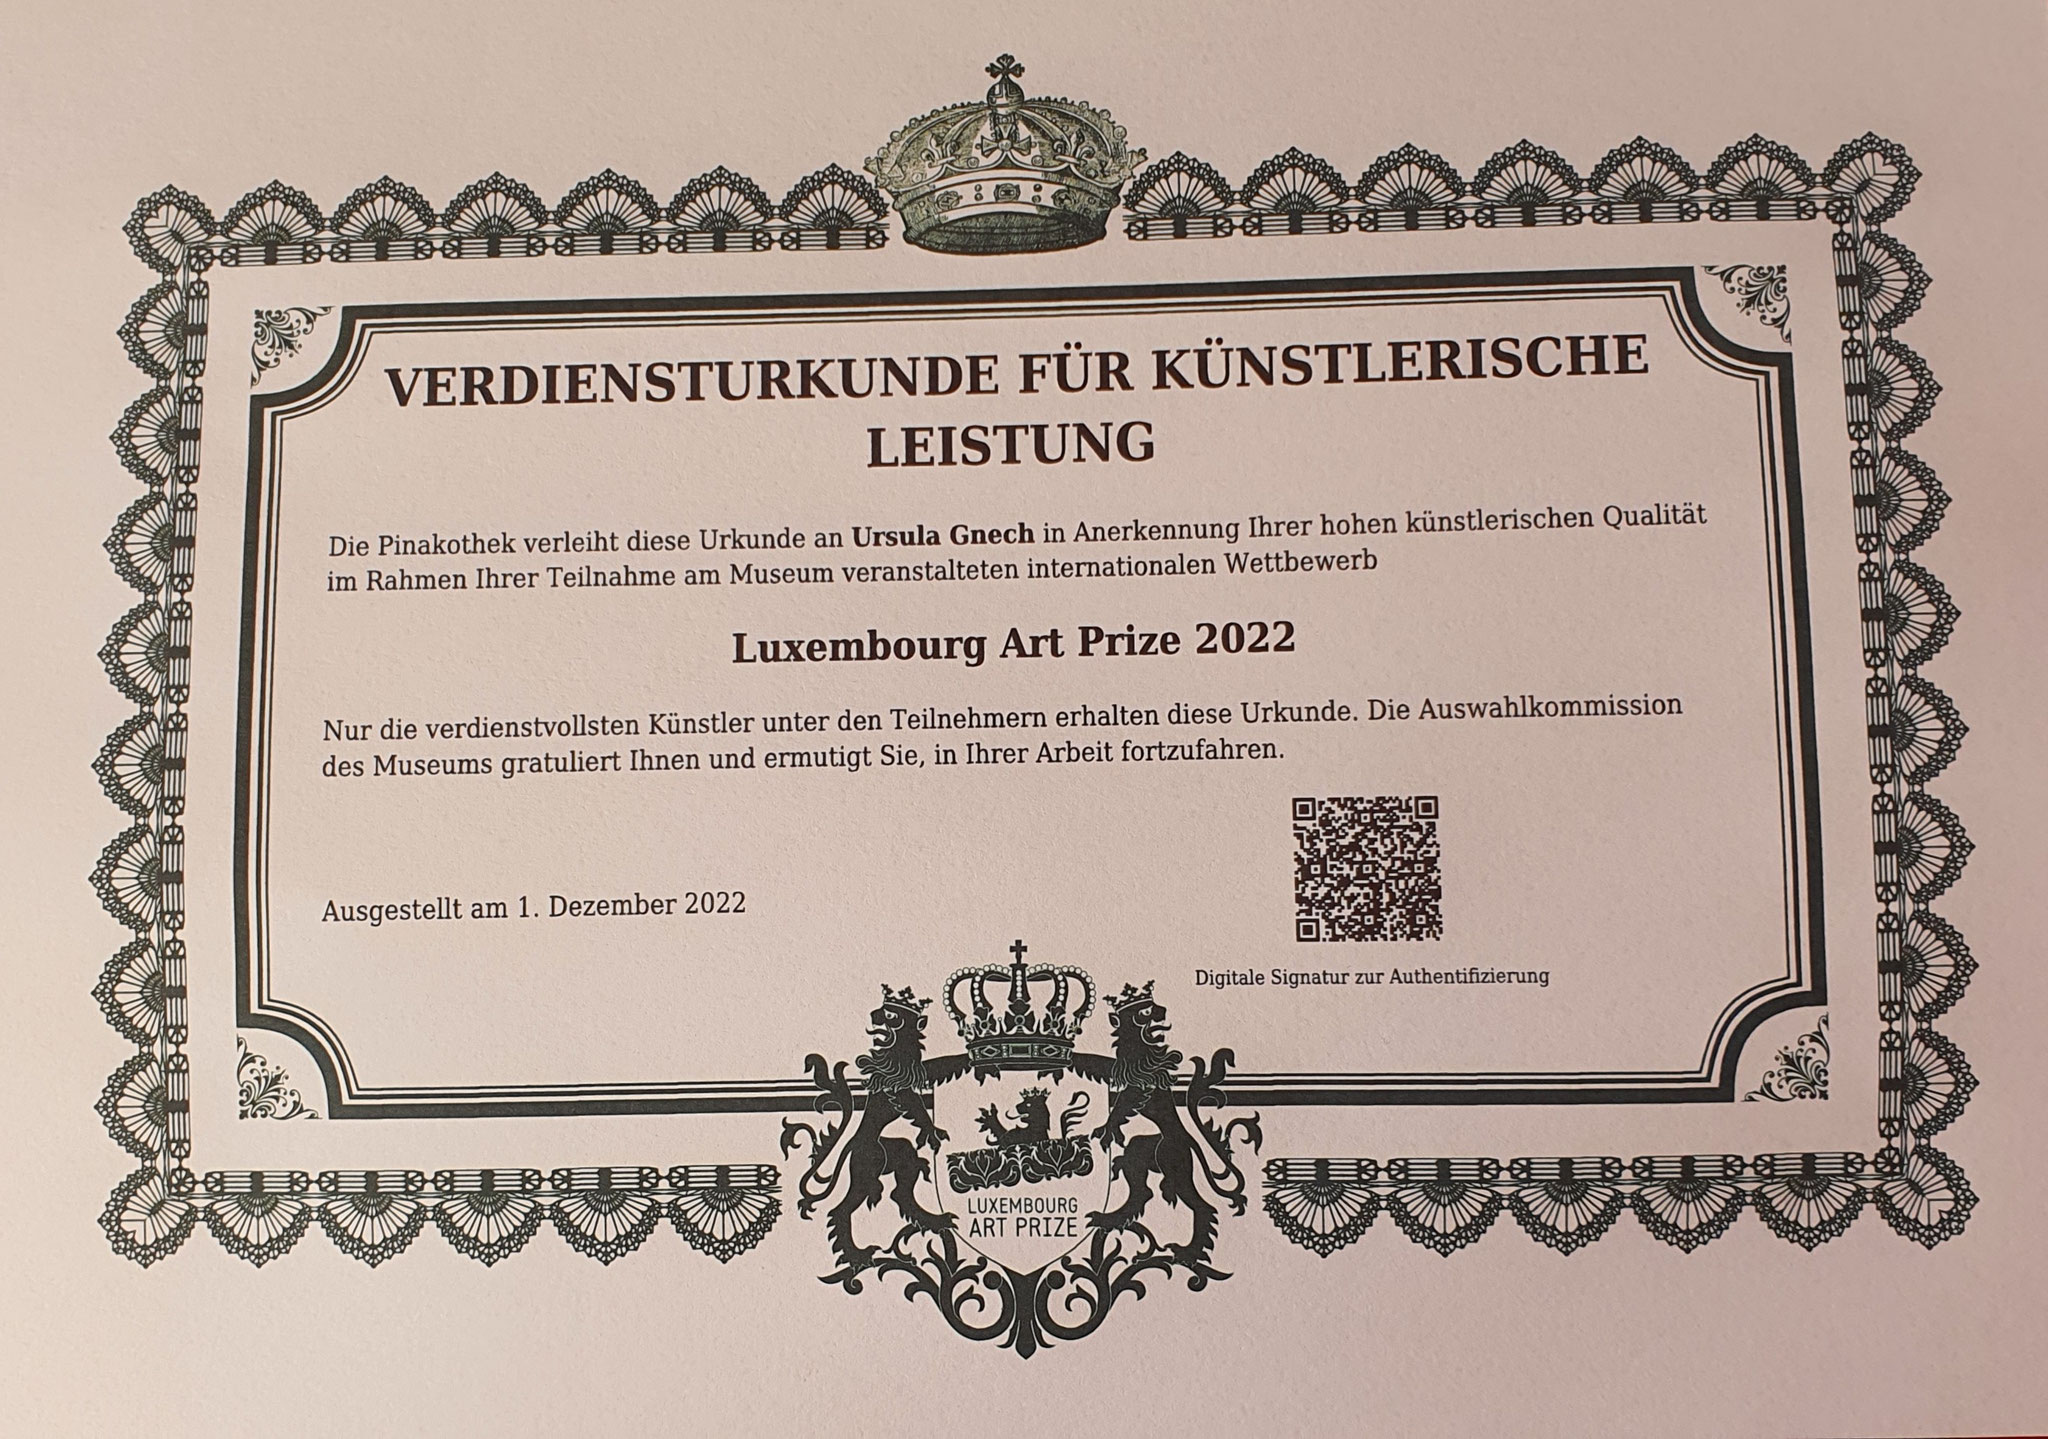 VERDIENSTURKUNDE FÜR KÜNSTLERISCHE
LEISTUNG
Die Pinakothek verleiht diese Urkunde an Ursula Gnech in Anerkennung Ihrer hohen künstlerischen Qualität
im Rahmen Ihrer Teilnahme am Museum veranstalteten internationalen Wettbewerb
Luxembourg Art Prize 2022
Nur die verdienstvollsten Künstler unter den Teilnehmern erhalten diese Urkunde. Die Auswahlkommission
des Museums gratuliert Ihnen und ermutigt Sie, in Ihrer Arbeit fortzufahren.
Ausgestellt am 1. Dezember 2022
Digitale Signatur zur Authentifizierung
LUXEMBOURG
ART PRIZE